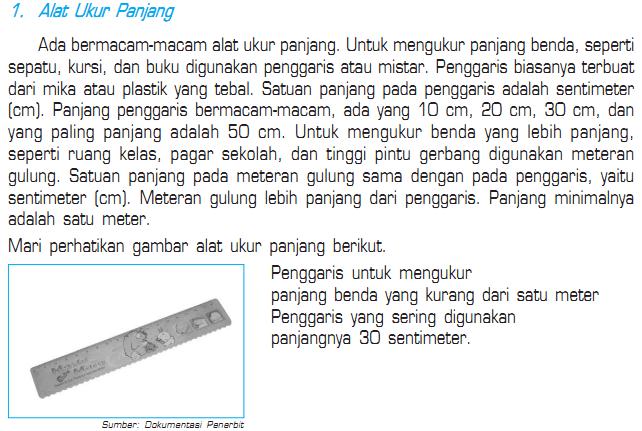 1. Alat Ukur Panjang
Ada bermacam-macam alat ukur panjang. Untuk mengukur panjang benda, seperti
sepatu, kursi, dan buku digunakan penggaris atau mistar. Penggaris biasanya terbuat
dari mika atau plastik yang tebal. Satuan panjang pada penggaris adalah sentimeter
(cm). Panjang penggaris bermacam-macam, ada yang 10 cm, 20 cm, 30 cm, dan
yang paling panjang adalah 50 cm. Untuk mengukur benda yang lebih panjang,
seperti ruang kelas, pagar sekolah, dan tinggi pintu gerbang digunakan meteran
gulung. Satuan panjang pada meteran gulung sama dengan pada penggaris, yaitu
sentimeter (cm). Meteran gulung lebih panjang dari penggaris. Panjang minimalnya
adalah satu meter.
Mari perhatikan gambar alat ukur panjang berikut.
Penggaris untuk mengukur
panjang benda yang kurang dari satu meter
Penggaris yang sering digunakan
panjangnya 30 sentimeter.
Sumber: Dokumentasi Penerbit